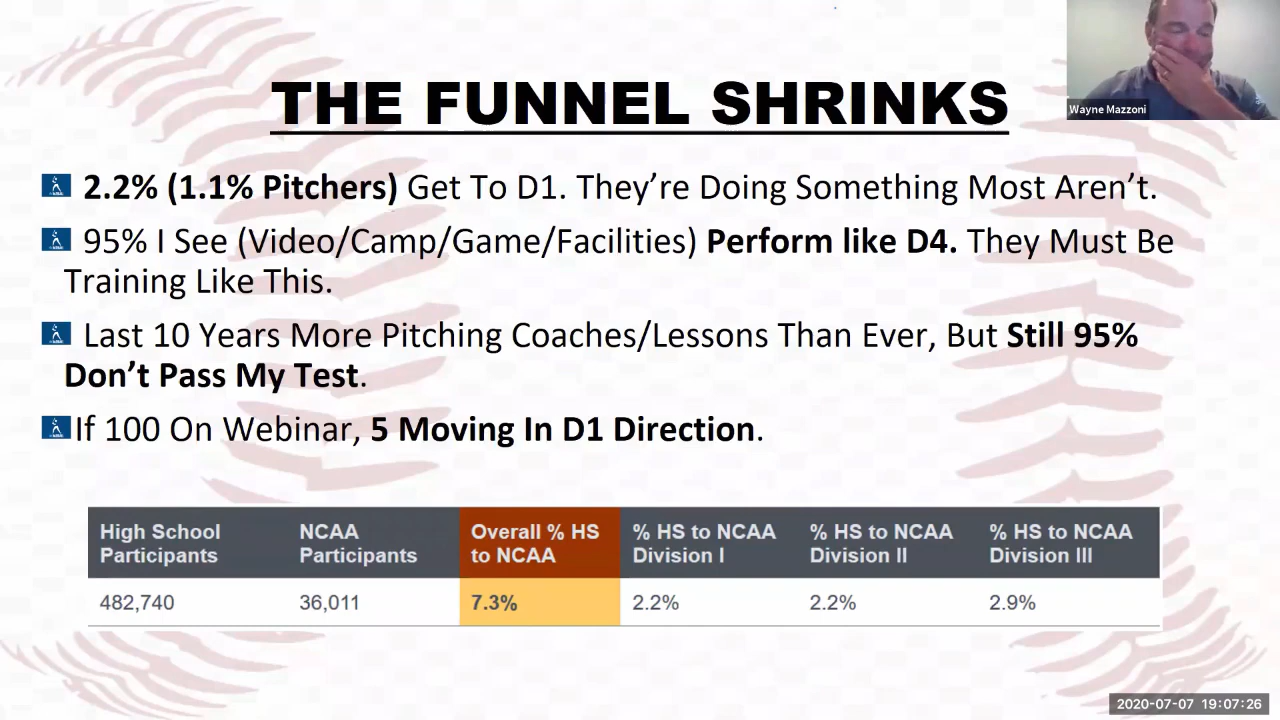 THE FUNNEL SHRINKS
Wayne Mazzoni
2.2% (1.1% Pitchers) Get To D1. They’re Doing Something Most Aren’t.
95% I See (Video/Camp/Game/Facilities) Perform like D4. They Must Be
Training Like This.
Last 10 Years More Pitching Coaches/Lessons Than Ever, But Still 95%
Don’t Pass My Test.
If 100 On Webinar, 5 Moving In D1 Direction.
High School Participants
NCAA Participants
Overall % HS to NCAA
% HS to NCAA Division I
% HS to NCAA Division II
% HS to NCAA Division III
482,740
36,011
7.3%
2.2%
2.2%
2.9%
2020-07-07 19:07:26